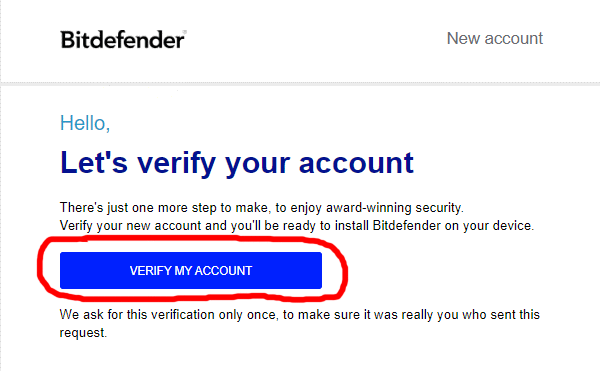 Bitdefender
New account
Hello,
Let's verify your account
There's just one more step to make, to enjoy award-winning security.
Verify your new account and you'll be ready to install Bitdefender on your device.
VERIFY MY ACCOUNT
We ask for this verification only once, to make sure it was really you who sent this
request.